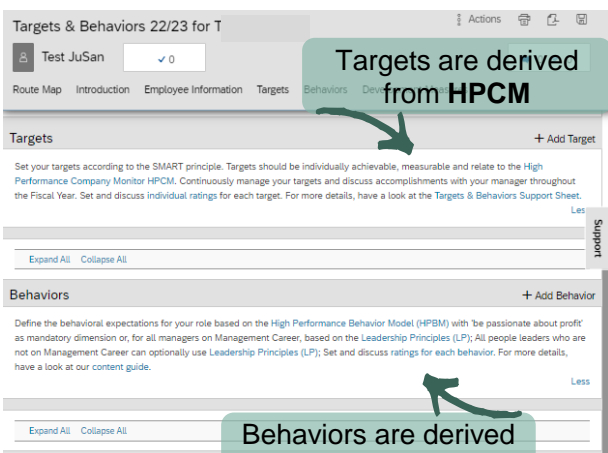 Targets & Behaviors 22/23 for T
Actions
Test JuSan
0
Targets are derived
from HPCM
Route Map Introduction Employee Information Targets Behaviors
Targets
+ Add Target
Set your targets according to the SMART principle. Targets should be individually achievable, measurable and relate to the High
Performance Company Monitor HPCM. Continuously manage your targets and discuss accomplishments with your manager throughout
the Fiscal Year. Set and discuss individual ratings for each target. For more details, have a look at the Targets & Behaviors Support Sheet.
Les
Support
Expand All Collapse All
Behaviors
+ Add Behavior
Define the behavioral expectations for your role based on the High Performance Behavior Model (HPBM) with 'be passionate about profit'
as mandatory dimension or, for all managers on Management Career, based on the Leadership Principles (LP); All people leaders who are
not on Management Career can optionally use Leadership Principles (LP); Set and discuss ratings for each behavior. For more details,
have a look at our content guide.
Less
Expand All Collapse All
Behaviors are derived